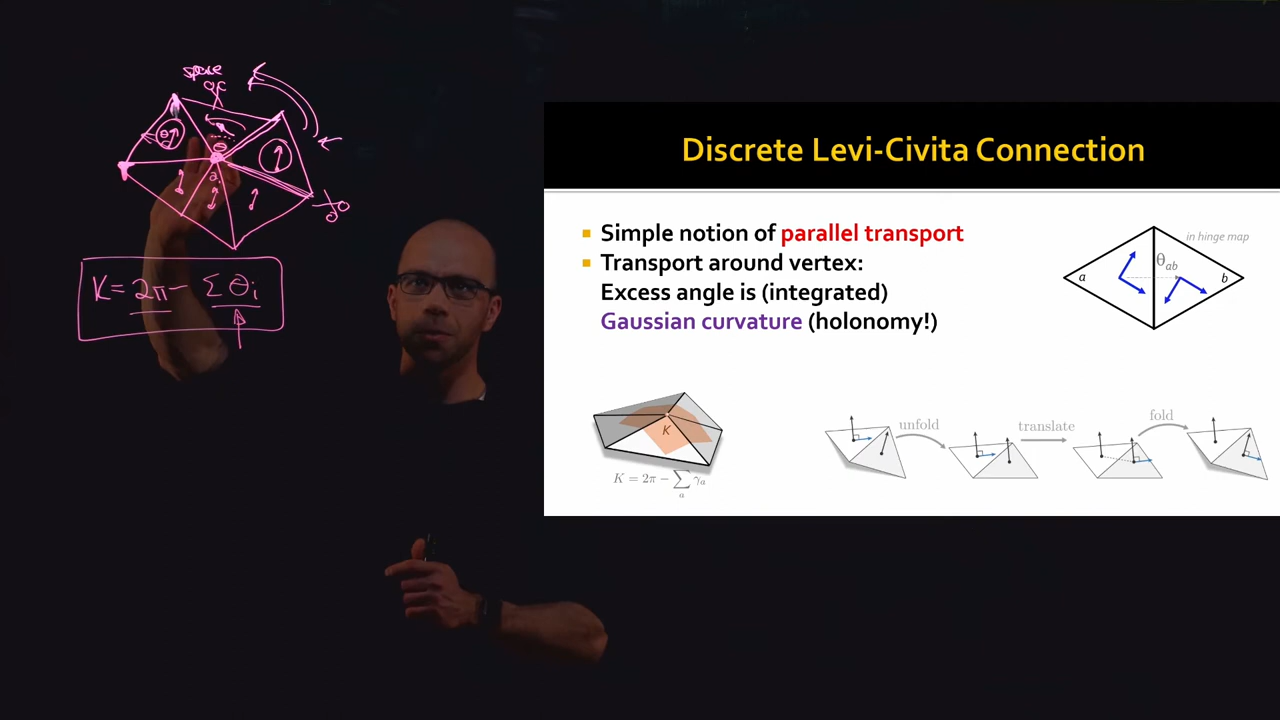 space
θ
θ
a
K = 2π - Σ θi
Discrete Levi-Civita Connection
Simple notion of parallel transport
Transport around vertex:
Excess angle is (integrated)
Gaussian curvature (holonomy!)
in hinge map
θab
a
b
K
K = 2π − ∑a γa
unfold
translate
fold